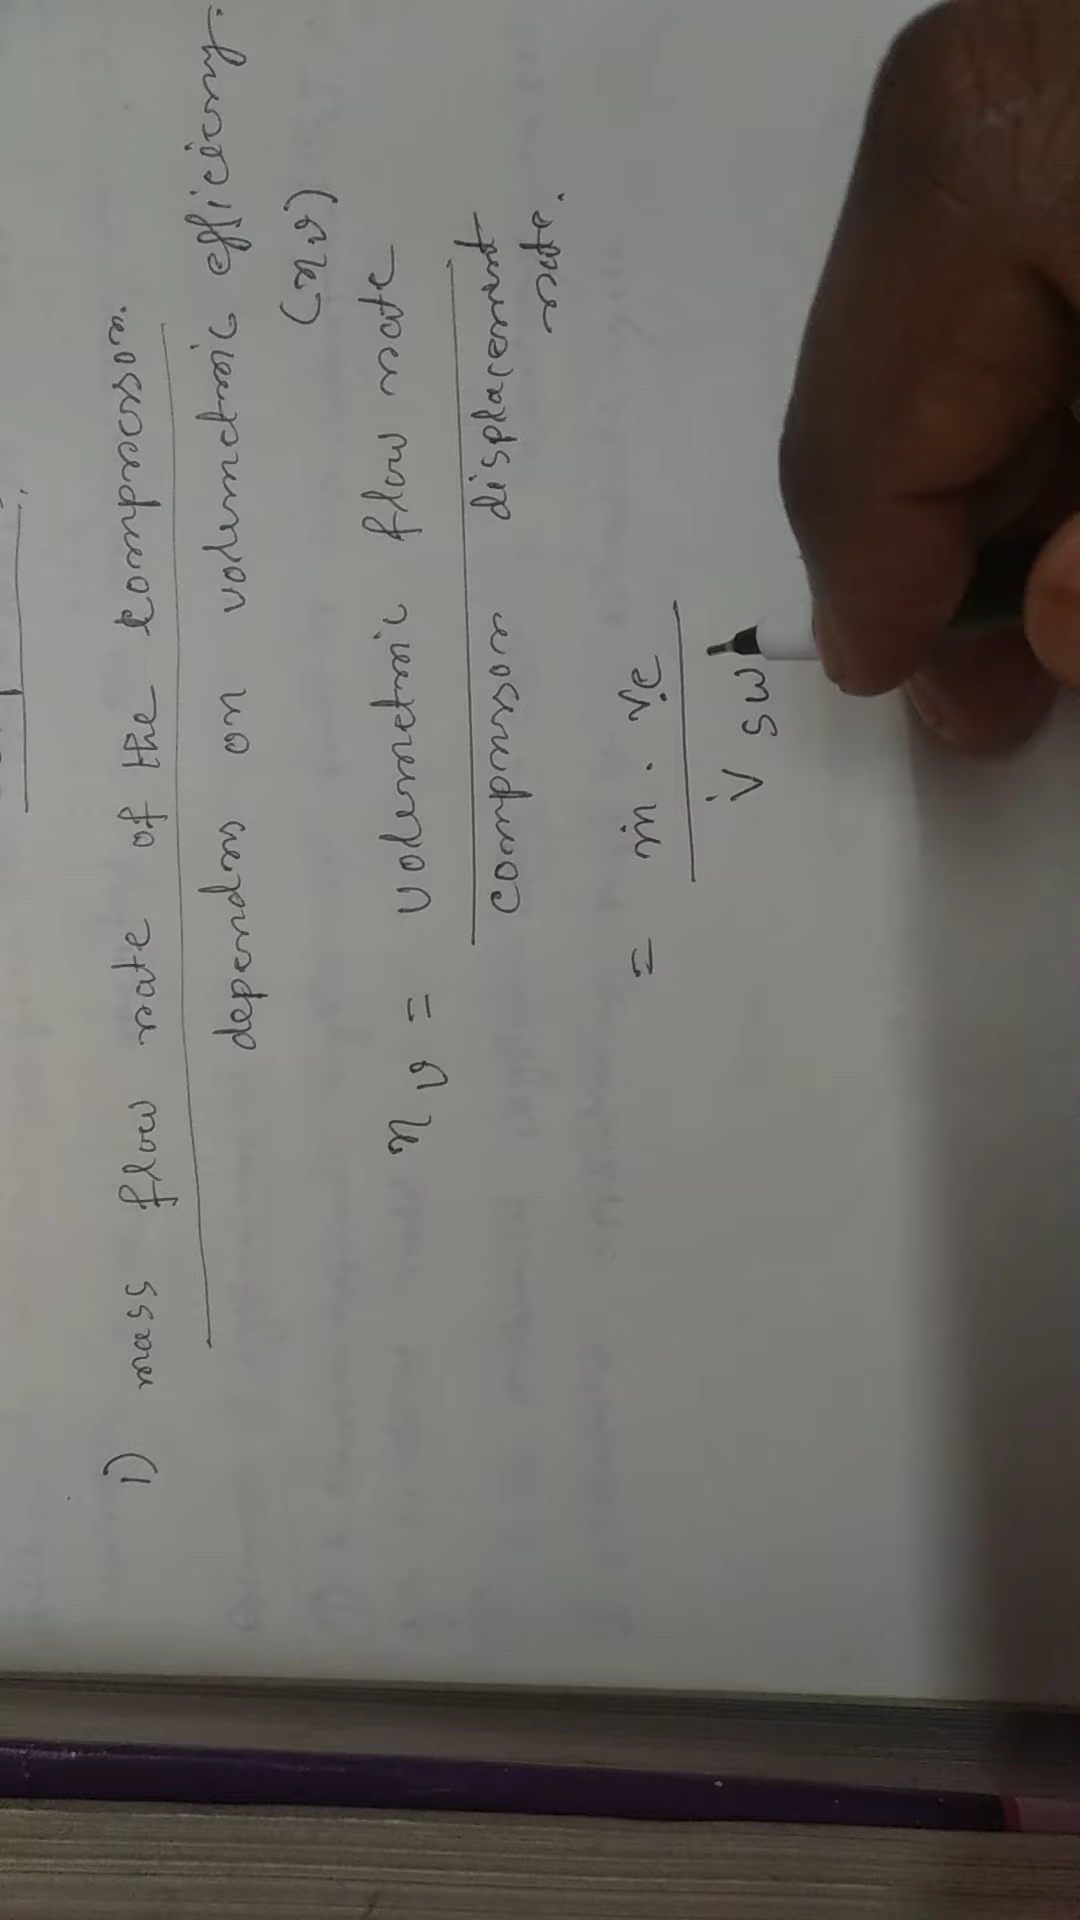 1) mass flow rate of the compressor.
depends on volumetric efficiency.
(ηv)
ηv = volumetric flow rate
compressor displacement
rate.
= ṁ . νe
V̇ sw